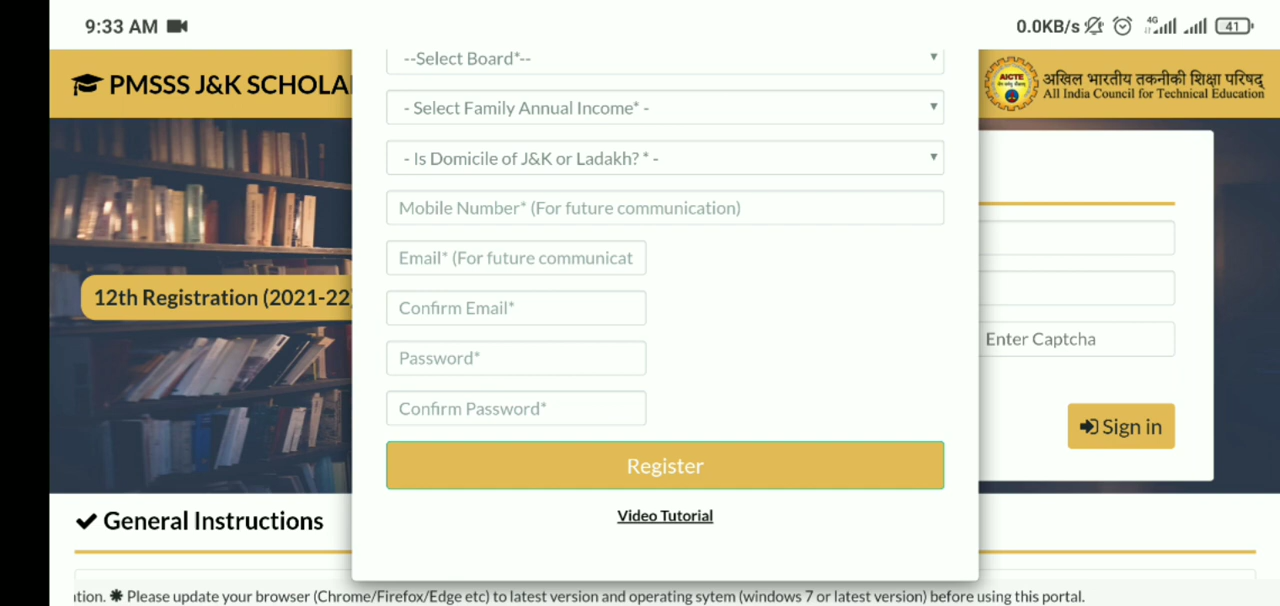 9:33 AM
0.0KB/s 4G 41
--Select Board*--
PMSSS J&K SCHOLA
AICTE
अखिल भारतीय तकनीकी शिक्षा परिषद्
All India Council for Technical Education
- Select Family Annual Income* -
- Is Domicile of J&K or Ladakh? * -
Mobile Number* (For future communication)
Email* (For future communicat
12th Registration (2021-22
Confirm Email*
Enter Captcha
Password*
Confirm Password*
Sign in
Register
Video Tutorial
General Instructions
ition. ✱ Please update your browser (Chrome/Firefox/Edge etc) to latest version and operating sytem (windows 7 or latest version) before using this portal.